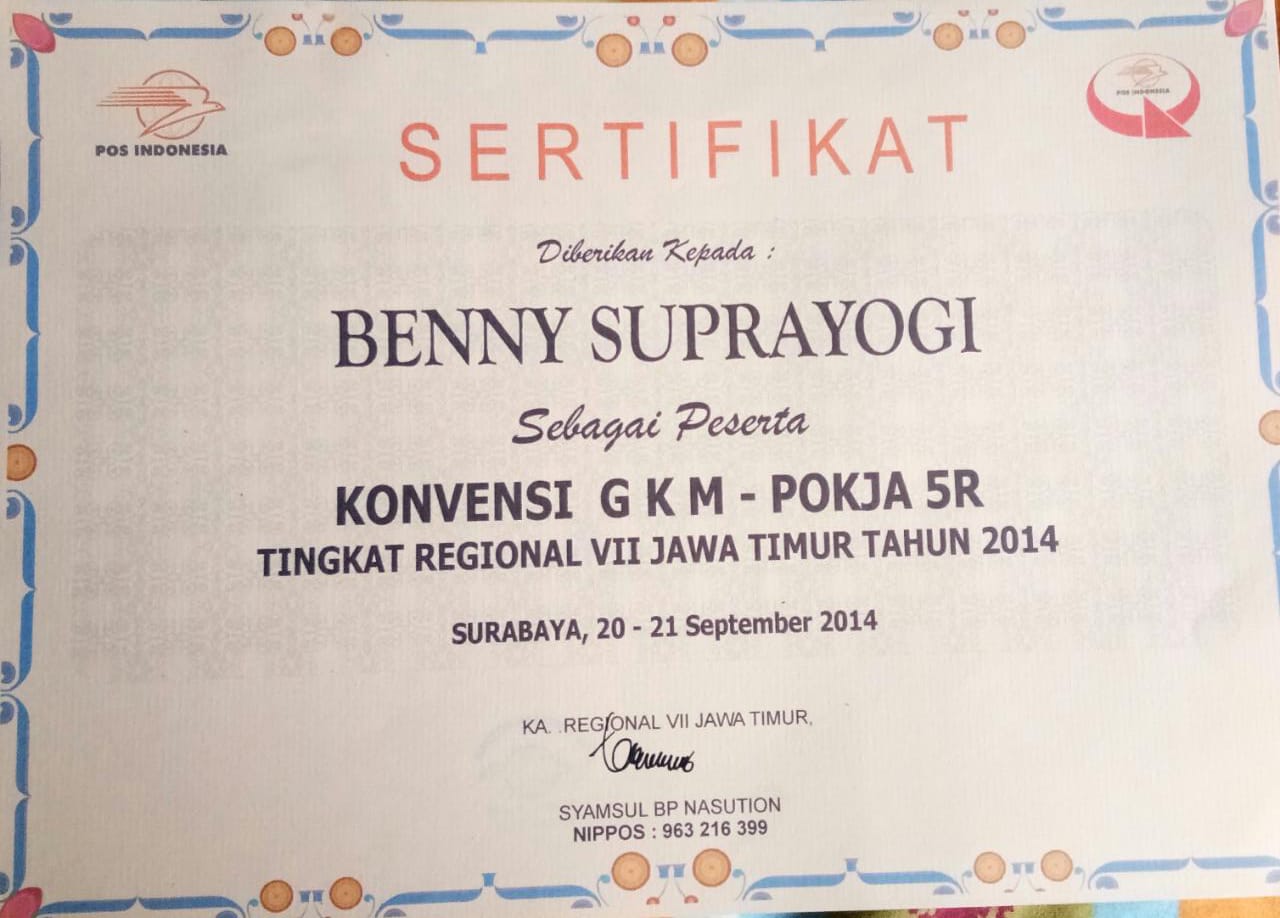 POS INDONESIA
POS INDONESIA
SERTIFIKAT
Diberikan Kepada :
BENNY SUPRAYOGI
Sebagai Peserta
KONVENSI G K M - POKJA 5R
TINGKAT REGIONAL VII JAWA TIMUR TAHUN 2014
SURABAYA, 20 - 21 September 2014
KA. .REGIONAL VII JAWA TIMUR,
SYAMSUL BP NASUTION
NIPPOS : 963 216 399